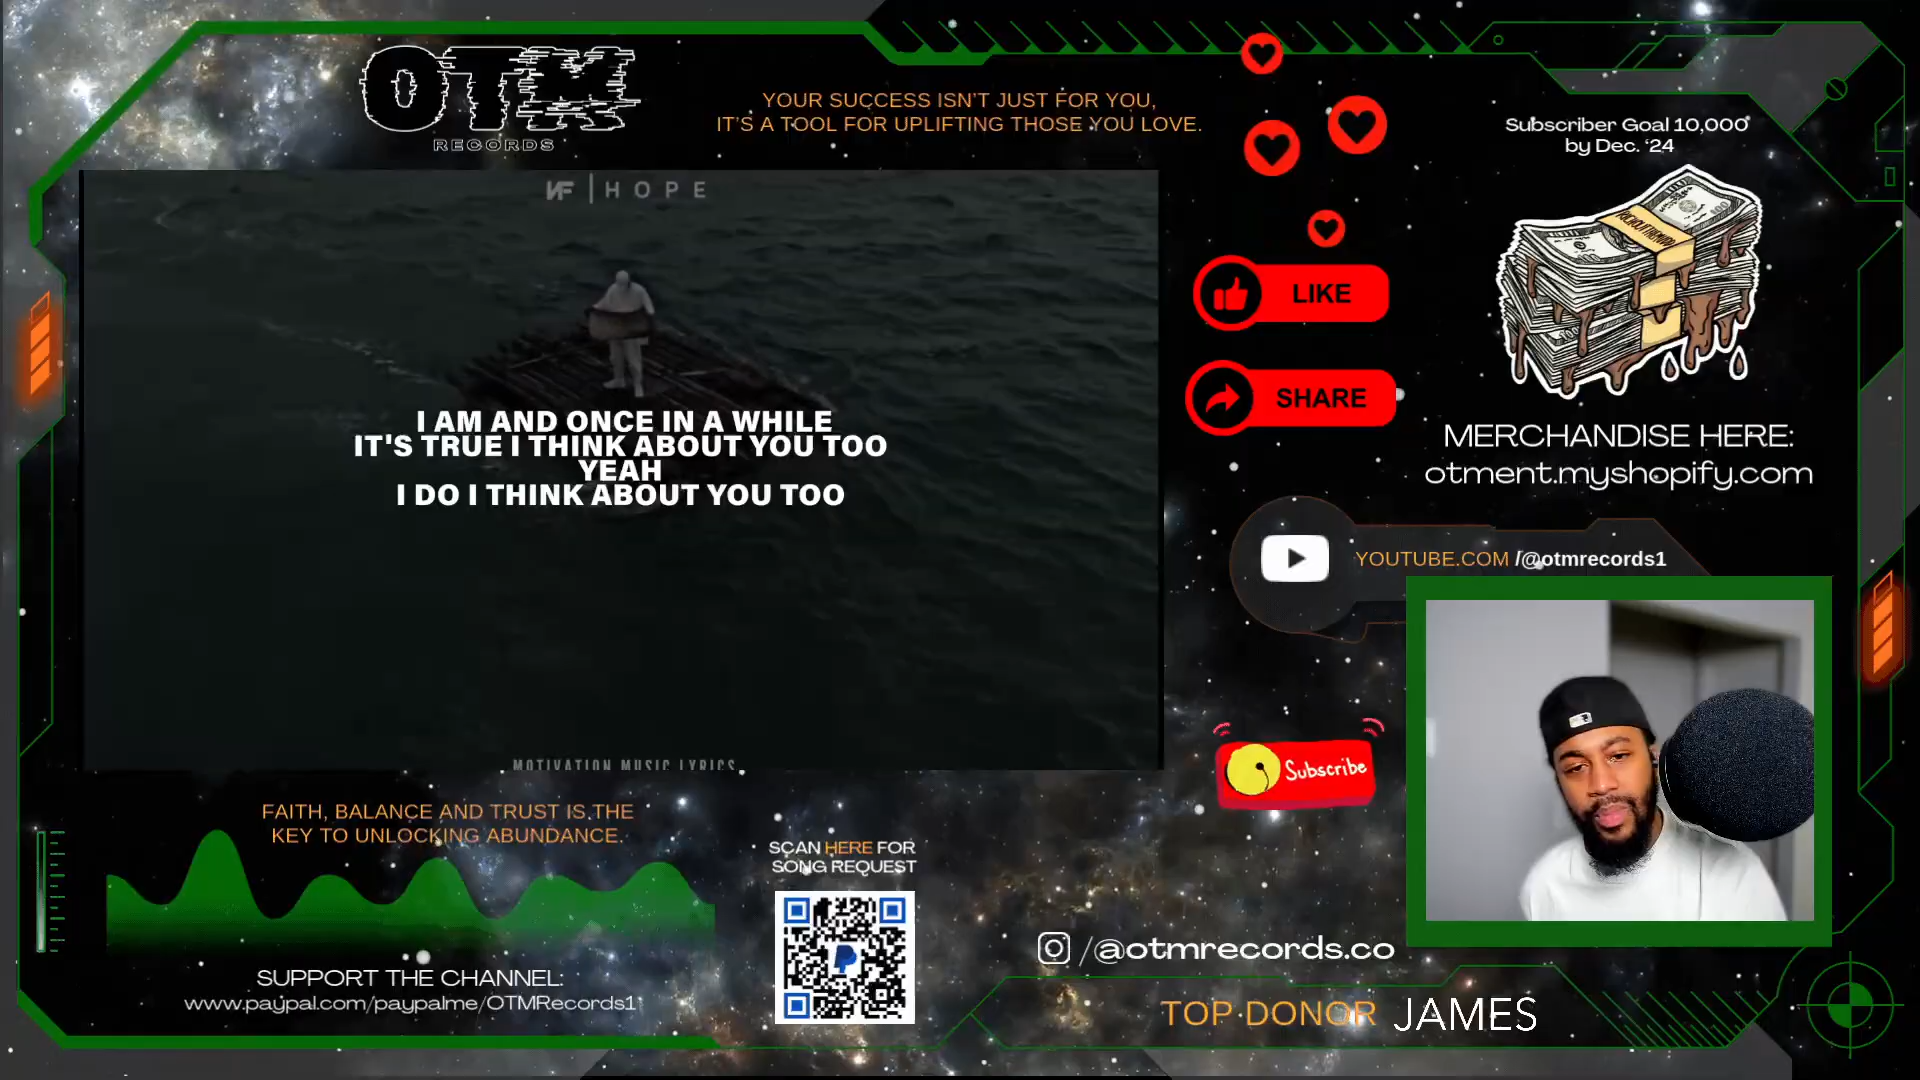 OTM
RECORDS
YOUR SUCCESS ISN'T JUST FOR YOU,
IT'S A TOOL FOR UPLIFTING THOSE YOU LOVE.
Subscriber Goal 10,000
by Dec. '24
NF | HOPE
LIKE
SHARE
I AM AND ONCE IN A WHILE
IT'S TRUE I THINK ABOUT YOU TOO
YEAH
I DO I THINK ABOUT YOU TOO
MERCHANDISE HERE:
otment.myshopify.com
YOUTUBE.COM /@otmrecords1
MOTIVATION MUSIC LYRICS
Subscribe
FAITH, BALANCE AND TRUST IS THE
KEY TO UNLOCKING ABUNDANCE.
SCAN HERE FOR
SONG REQUEST
SUPPORT THE CHANNEL:
www.paypal.com/paypalme/OTMRecords1
/@otmrecords.co
TOP DONOR JAMES